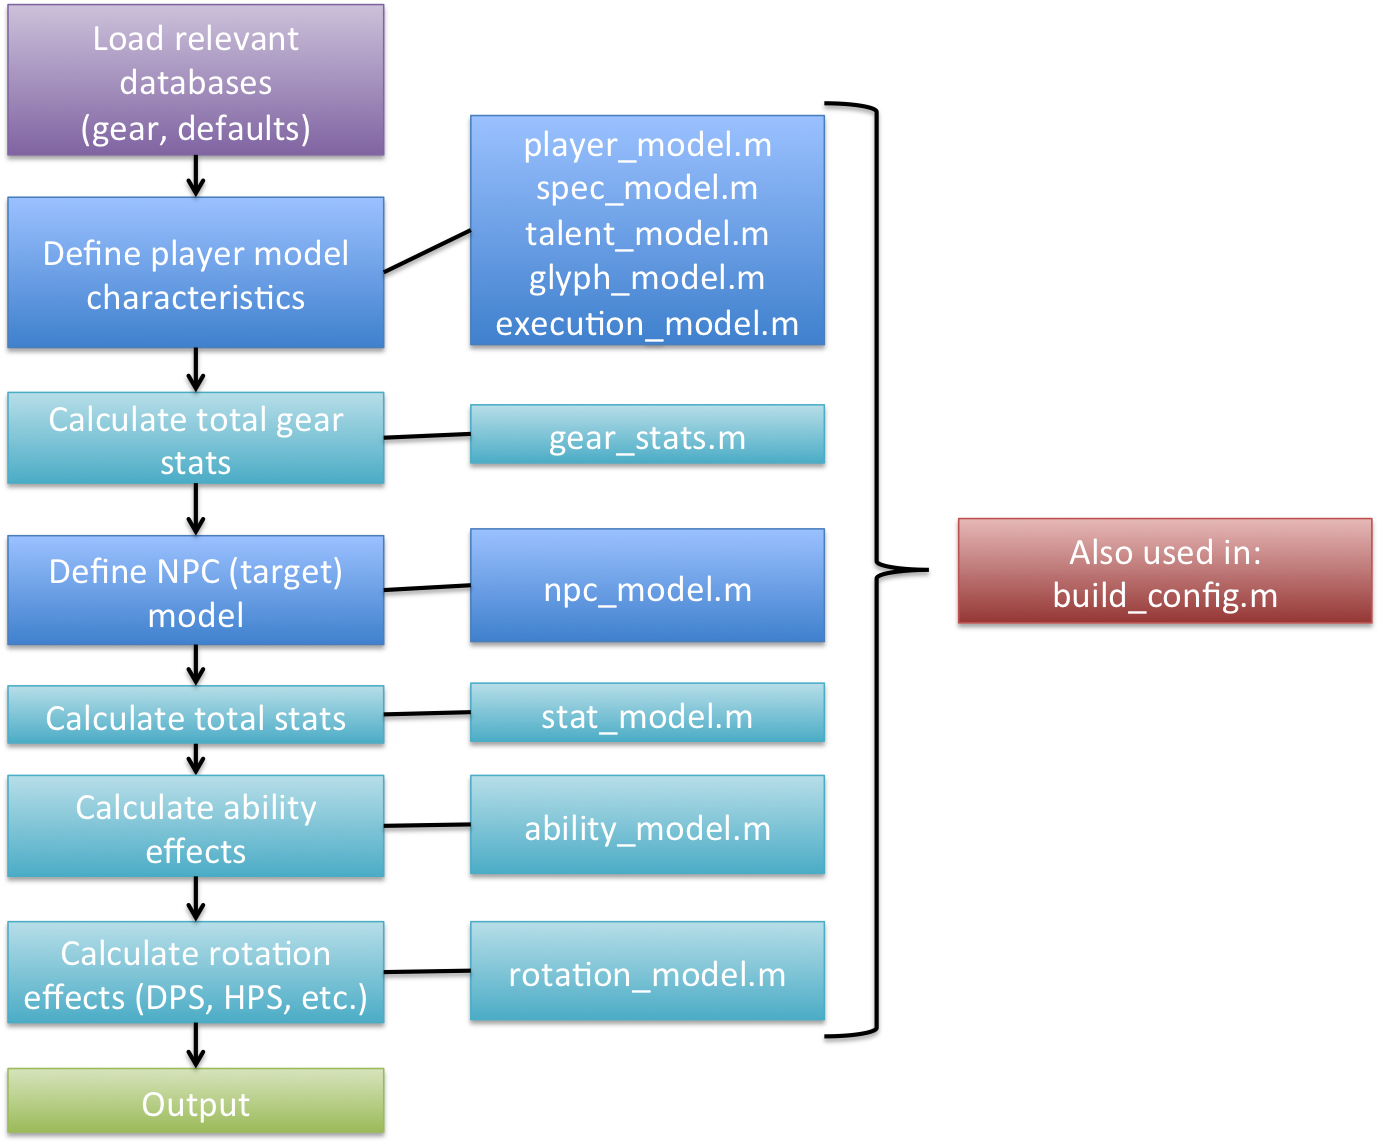 Load relevant
databases
(gear, defaults)
Define player model
characteristics
player_model.m
spec_model.m
talent_model.m
glyph_model.m
execution_model.m
Calculate total gear
stats
gear_stats.m
Define NPC (target)
model
npc_model.m
Also used in:
build_config.m
Calculate total stats
stat_model.m
Calculate ability
effects
ability_model.m
Calculate rotation
effects (DPS, HPS, etc.)
rotation_model.m
Output